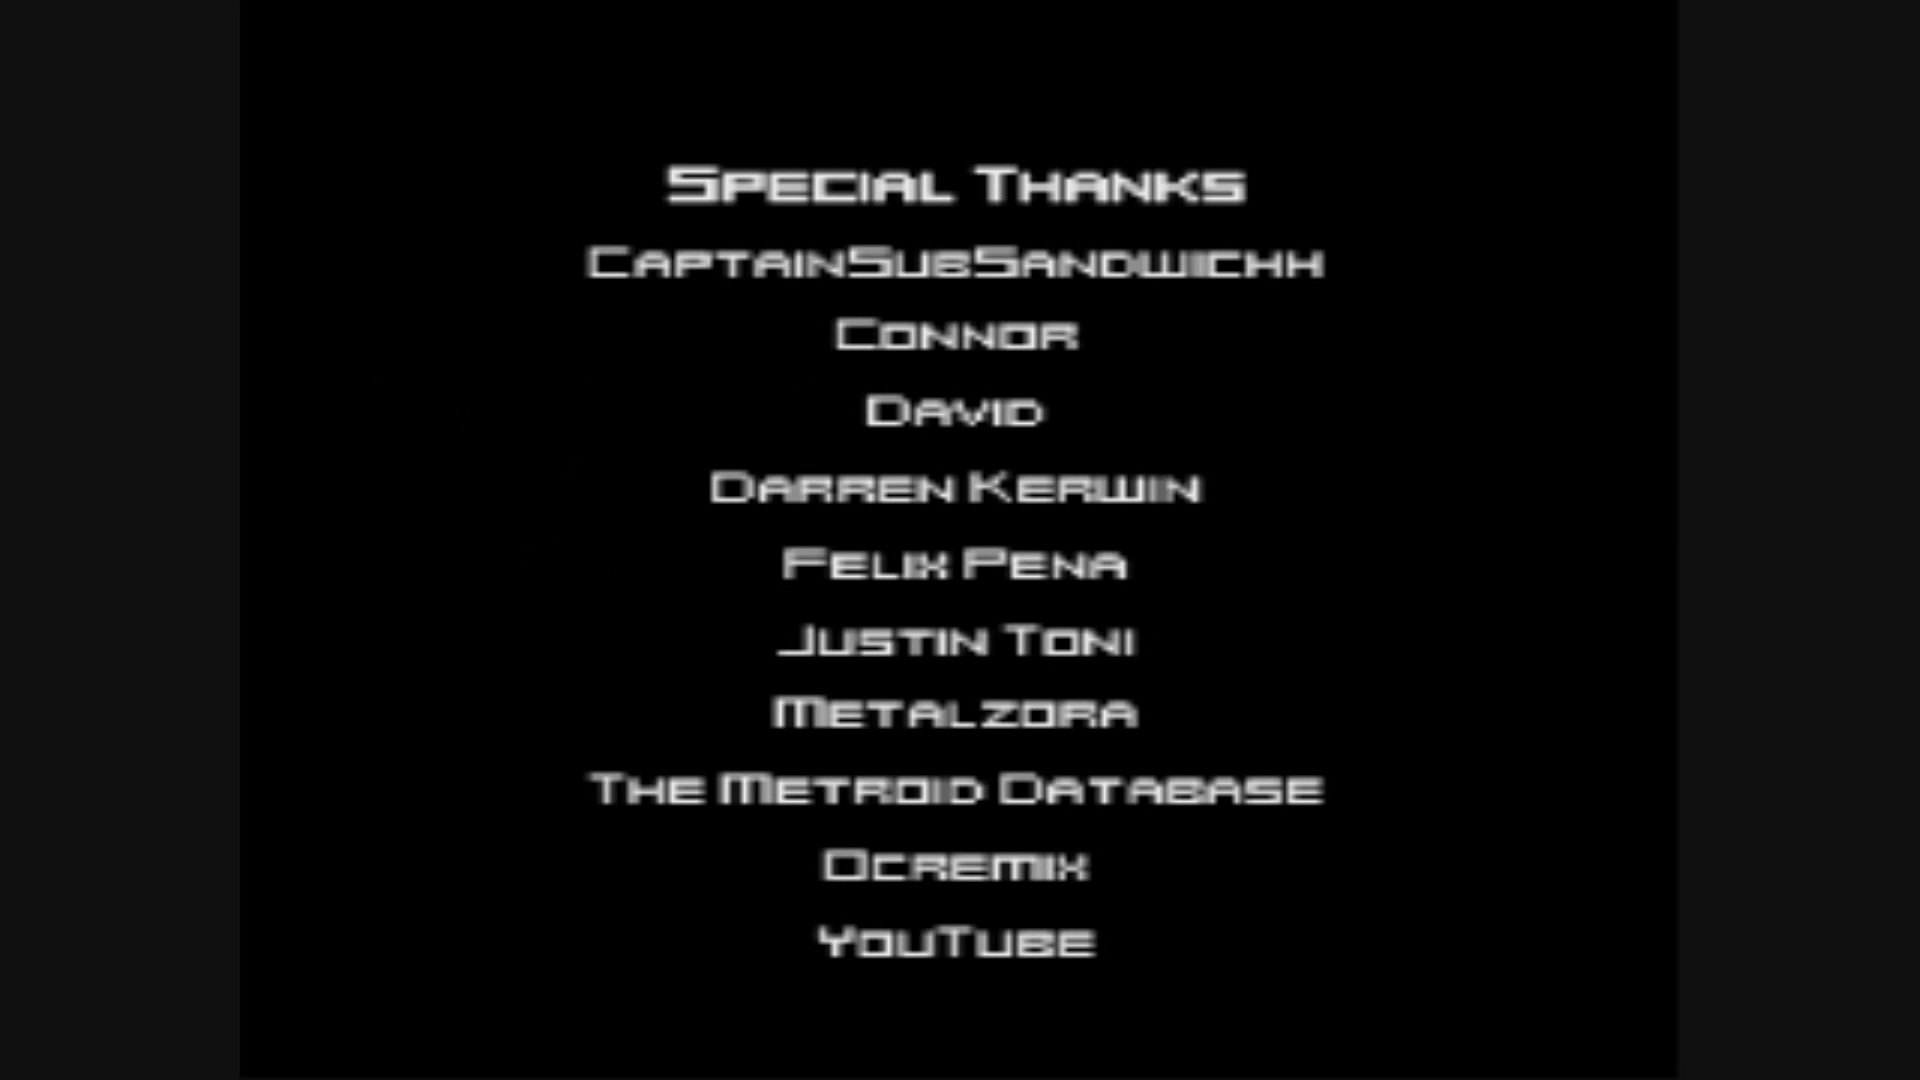 Special Thanks
CaptainSubSandwichh
Connor
David
Darren Kerwin
Felix Pena
Justin Toni
Metalzora
The Metroid Database
Ocremix
YouTube